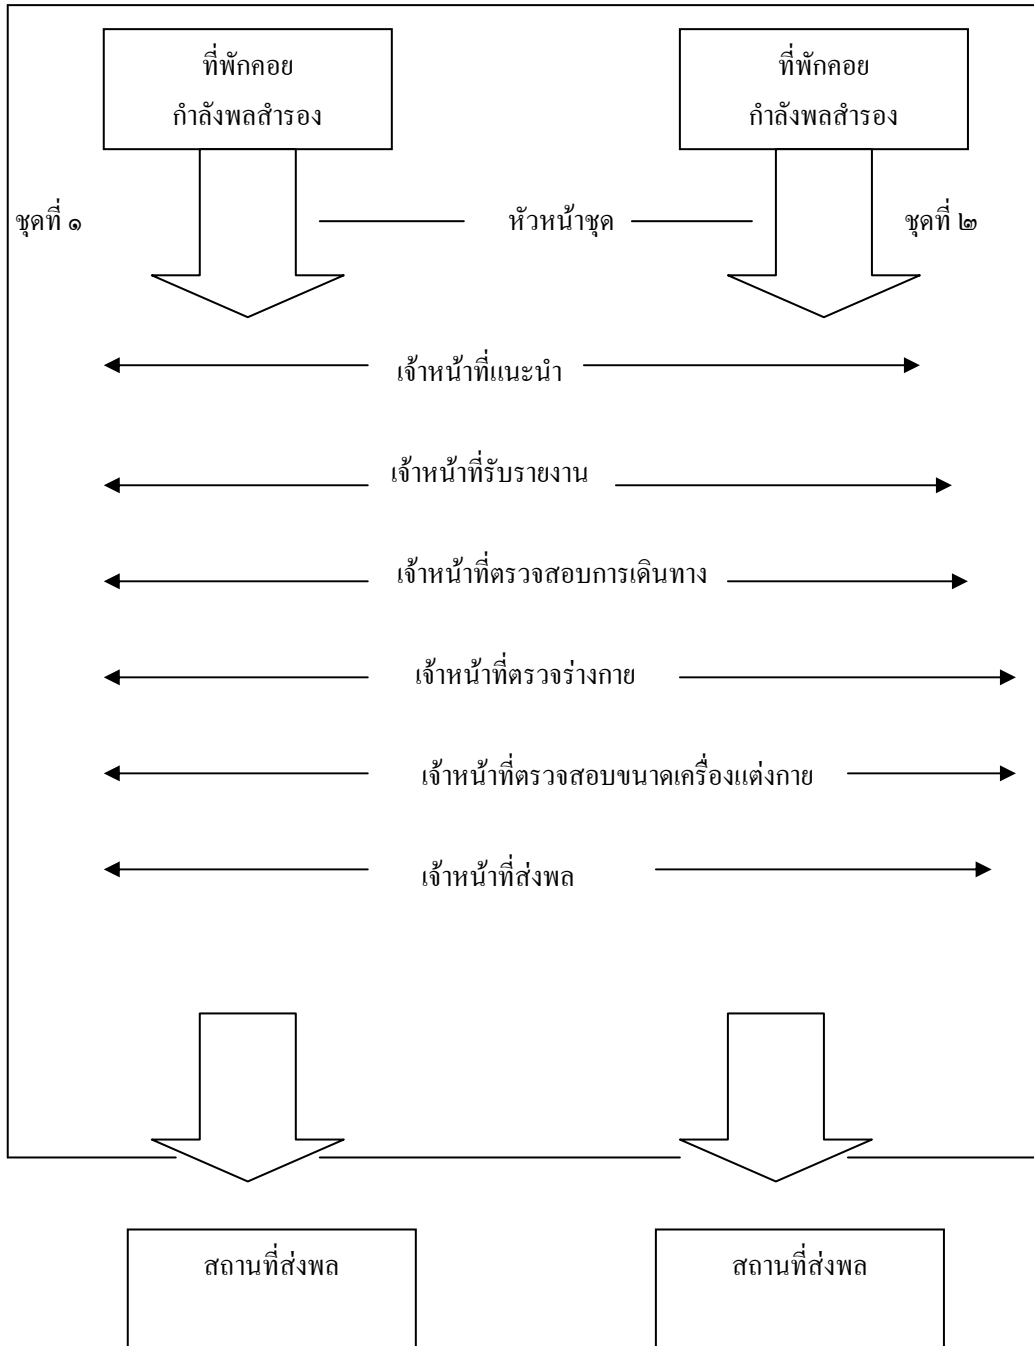 ที่พักคอย
กำลังพลสำรอง
ที่พักคอย
กำลังพลสำรอง
ชุดที่ ๑
หัวหน้าชุด
ชุดที่ ๒
เจ้าหน้าที่แนะนำ
เจ้าหน้าที่รับรายงาน
เจ้าหน้าที่ตรวจสอบการเดินทาง
เจ้าหน้าที่ตรวจร่างกาย
เจ้าหน้าที่ตรวจสอบขนาดเครื่องแต่งกาย
เจ้าหน้าที่ส่งพล
สถานที่ส่งพล
สถานที่ส่งพล